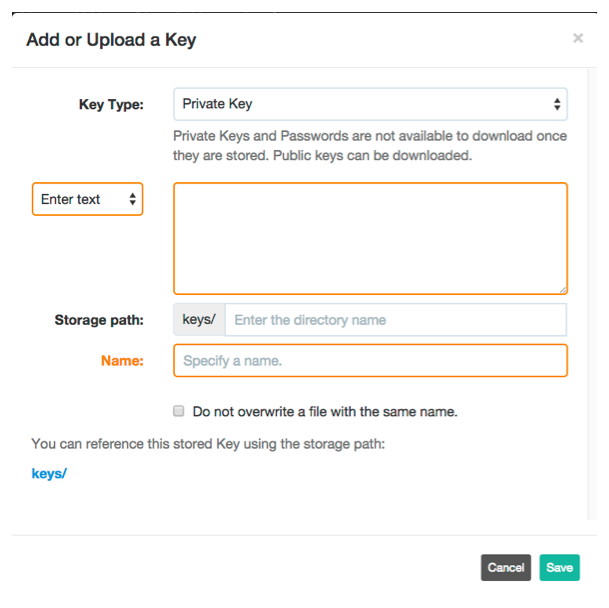 Add or Upload a Key ×
Key Type: Private Key
Private Keys and Passwords are not available to download once
they are stored. Public keys can be downloaded.
Enter text
Storage path: keys/ Enter the directory name
Name: Specify a name.
Do not overwrite a file with the same name.
You can reference this stored Key using the storage path:
keys/
Cancel Save